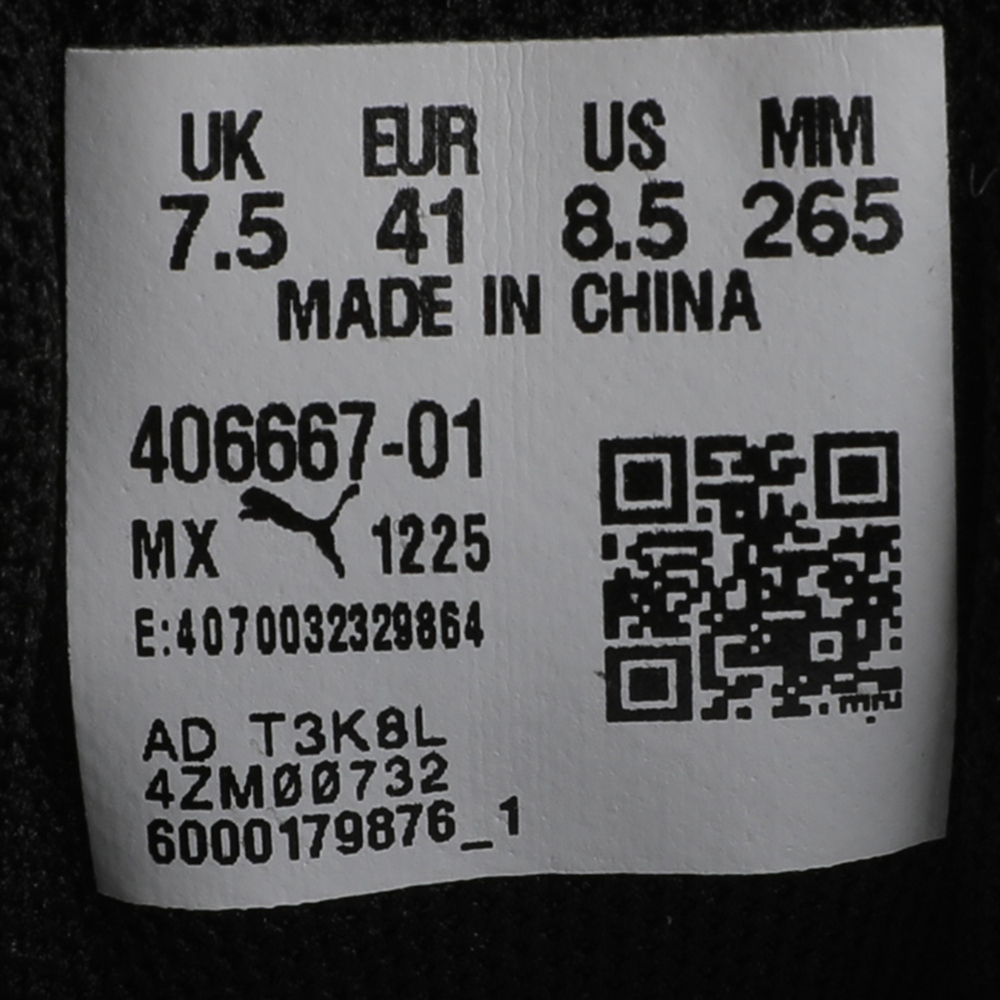 UK EUR US MM
7.5 41 8.5 265
MADE IN CHINA
406667-01
MX 1225
E:4070032329864
AD T3K8L
4ZM00732
6000179876_1